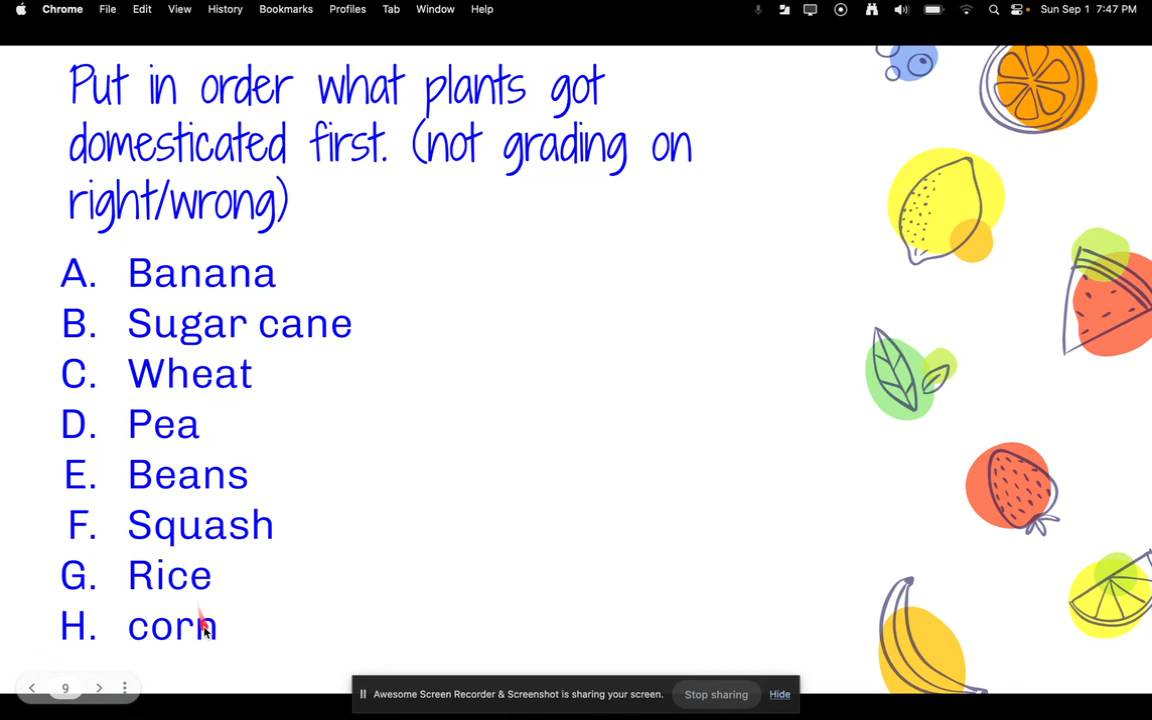 Chrome File Edit View History Bookmarks Profiles Tab Window Help Sun Sep 1 7:47 PM
Put in order what plants got
domesticated first. (not grading on
right/wrong)
A. Banana
B. Sugar cane
C. Wheat
D. Pea
E. Beans
F. Squash
G. Rice
H. corn
9
Awesome Screen Recorder & Screenshot is sharing your screen. Stop sharing Hide